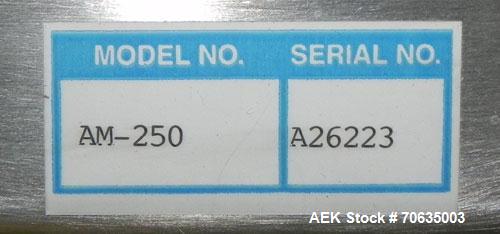 MODEL NO. SERIAL NO.
AM-250 A26223
AEK Stock # 70635003